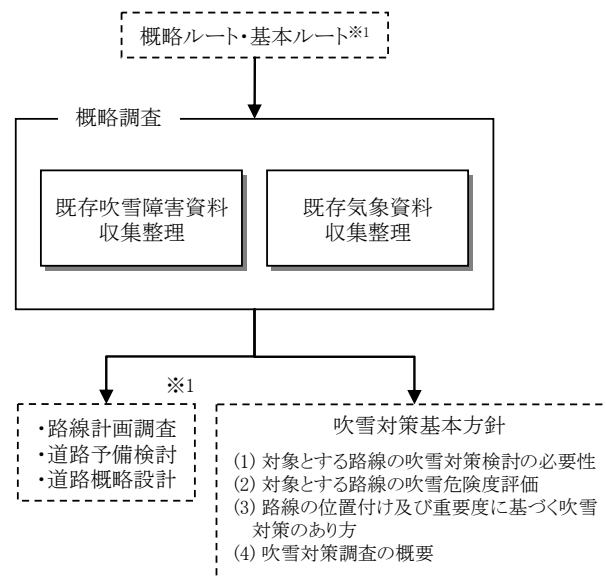 概略ルート・基本ルート※1
概略調査
既存吹雪障害資料
収集整理
既存気象資料
収集整理
※1
・路線計画調査
・道路予備検討
・道路概略設計
吹雪対策基本方針
(1) 対象とする路線の吹雪対策検討の必要性
(2) 対象とする路線の吹雪危険度評価
(3) 路線の位置付け及び重要度に基づく吹雪
対策のあり方
(4) 吹雪対策調査の概要